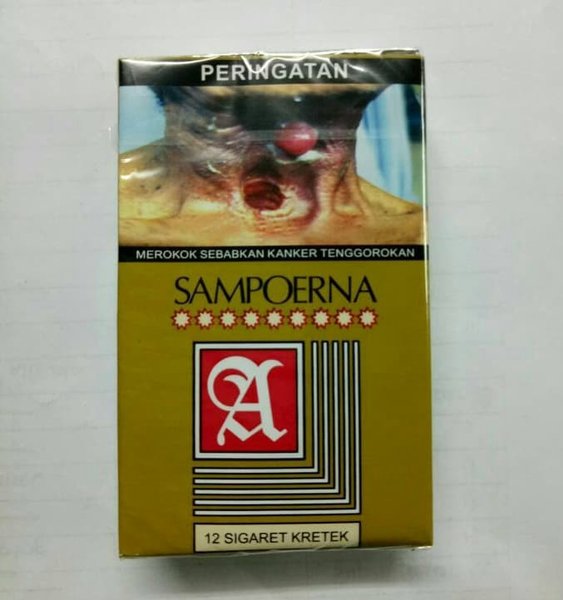 PERINGATAN
MEROKOK SEBABKAN KANKER TENGGOROKAN
SAMPOERNA
A
12 SIGARET KRETEK